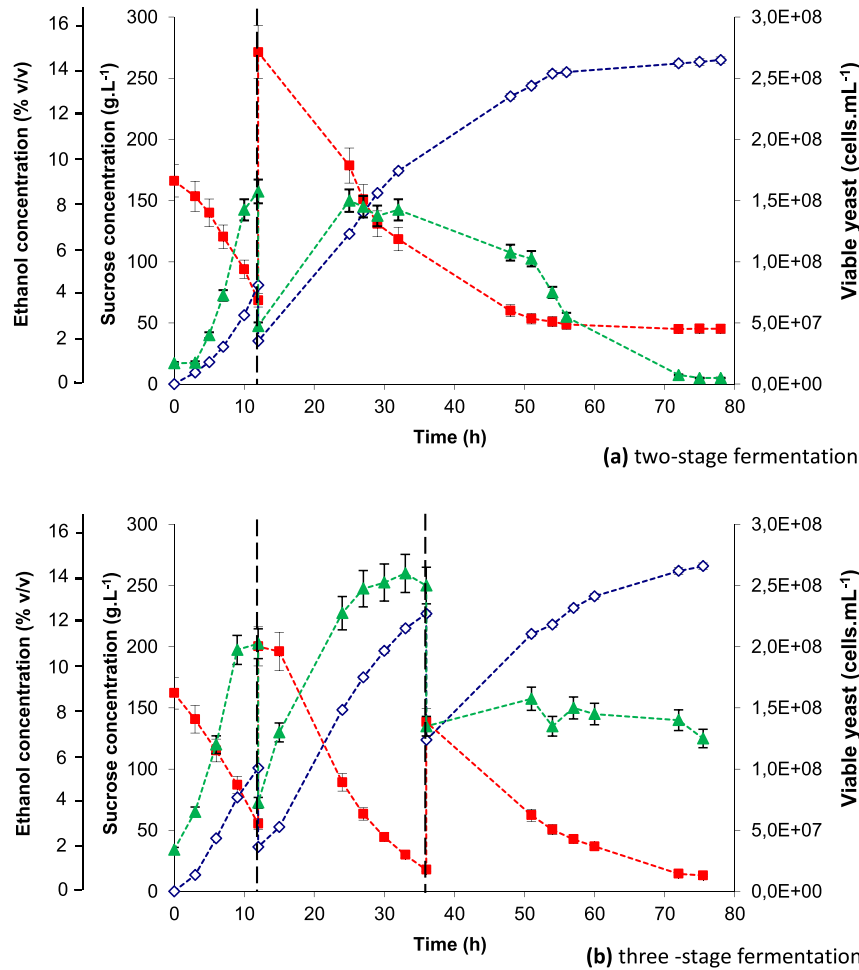 Ethanol concentration (% v/v)
16
14
12
10
8
6
4
2
0
Sucrose concentration (g.L⁻¹)
300
250
200
150
100
50
0
3,0E+08
2,5E+08
2,0E+08
1,5E+08
1,0E+08
5,0E+07
0,0E+00
Viable yeast (cells.mL⁻¹)
0 10 20 30 40 50 60 70 80
Time (h)
(a) two-stage fermentation
Ethanol concentration (% v/v)
16
14
12
10
8
6
4
2
0
Sucrose concentration (g.L⁻¹)
300
250
200
150
100
50
0
3,0E+08
2,5E+08
2,0E+08
1,5E+08
1,0E+08
5,0E+07
0,0E+00
Viable yeast (cells.mL⁻¹)
0 10 20 30 40 50 60 70 80
Time (h)
(b) three -stage fermentation